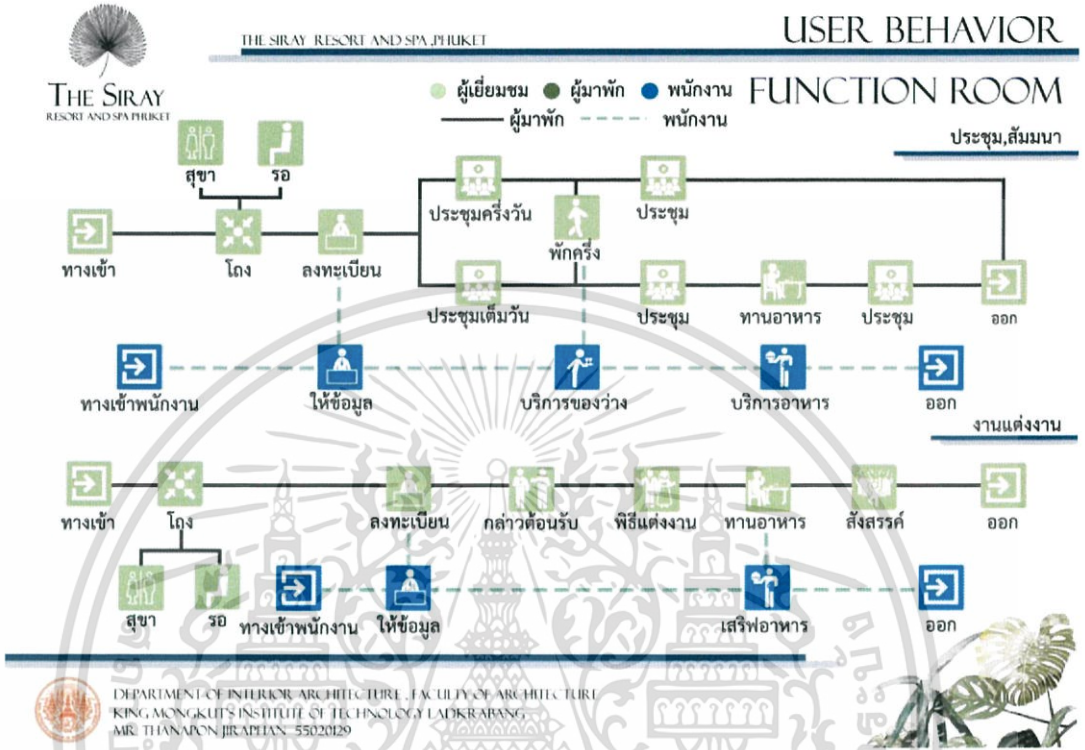 THE SIRAY
RESORT AND SPA PHUKET
THE SIRAY RESORT AND SPA ,PHUKET
USER BEHAVIOR
FUNCTION ROOM
ผู้เยี่ยมชม ผู้มาพัก พนักงาน
ผู้มาพัก พนักงาน
ประชุม,สัมมนา
สุขา รอ
ประชุมครึ่งวัน ประชุม
ทางเข้า โถง ลงทะเบียน พักครึ่ง
ประชุมเต็มวัน ประชุม ทานอาหาร ประชุม ออก
ทางเข้าพนักงาน ให้ข้อมูล บริการของว่าง บริการอาหาร ออก
งานแต่งงาน
ทางเข้า โถง ลงทะเบียน กล่าวต้อนรับ พิธีแต่งงาน ทานอาหาร สังสรรค์ ออก
สุขา รอ ทางเข้าพนักงาน ให้ข้อมูล เสริฟอาหาร ออก
DEPARTMENT OF INTERIOR ARCHITECTURE , FACULTY OF ARCHITECTURE
KING MONGKUT'S INSTITUTE OF TECHNOLOGY LADKRABANG
MR. THANAPON JIRAPHAN 55020129